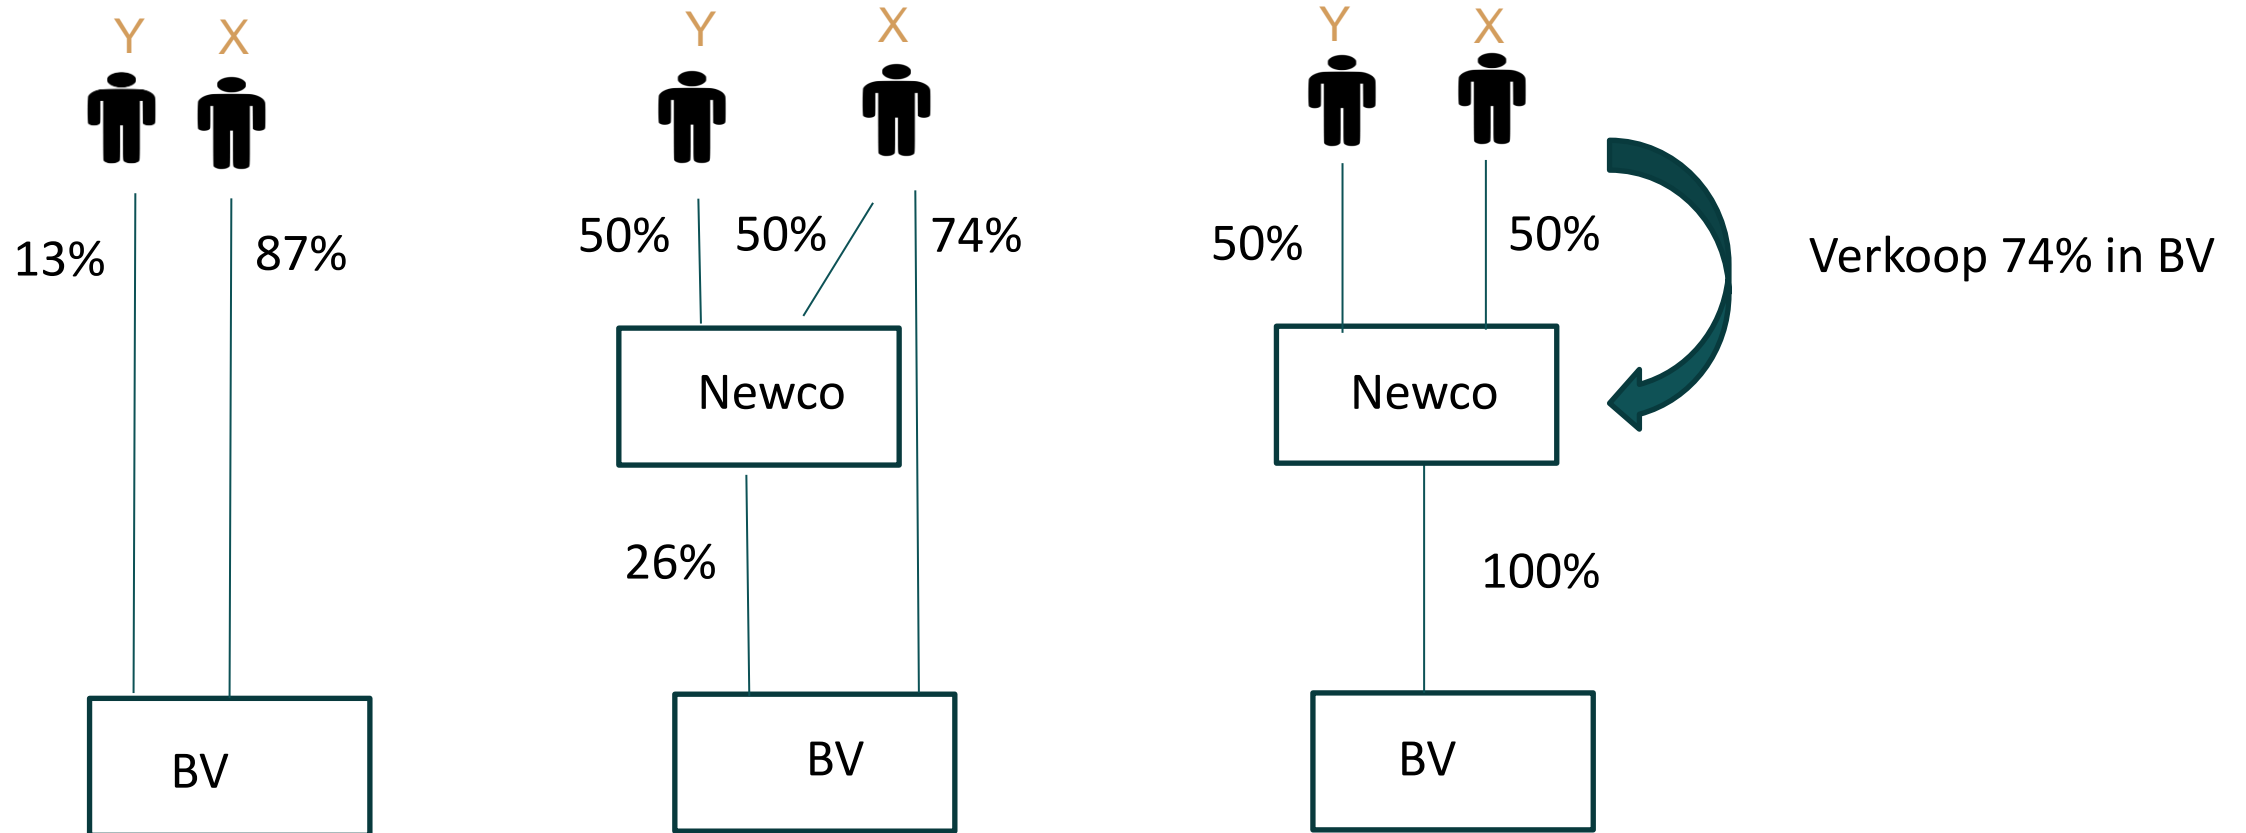 Y X
13%
87%
BV
Y
X
50%
50%
74%
Newco
26%
BV
Y
X
50%
50%
Verkoop 74% in BV
Newco
100%
BV